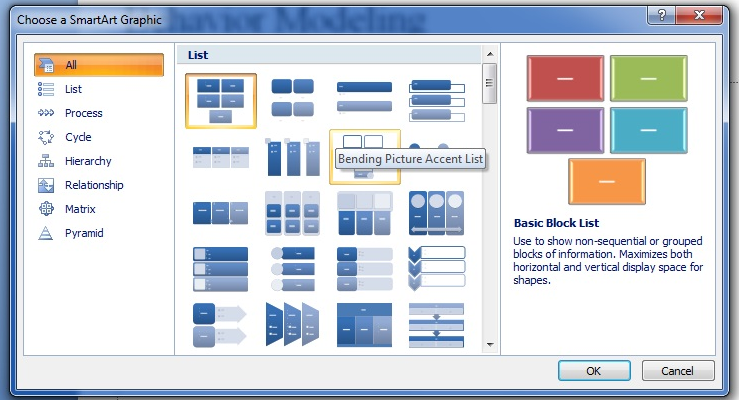 Behavior Modeling
Choose a SmartArt Graphic
?
All
List
Process
Cycle
Hierarchy
Relationship
Matrix
Pyramid
List
Bending Picture Accent List
Basic Block List
Use to show non-sequential or grouped
blocks of information. Maximizes both
horizontal and vertical display space for
shapes.
OK
Cancel